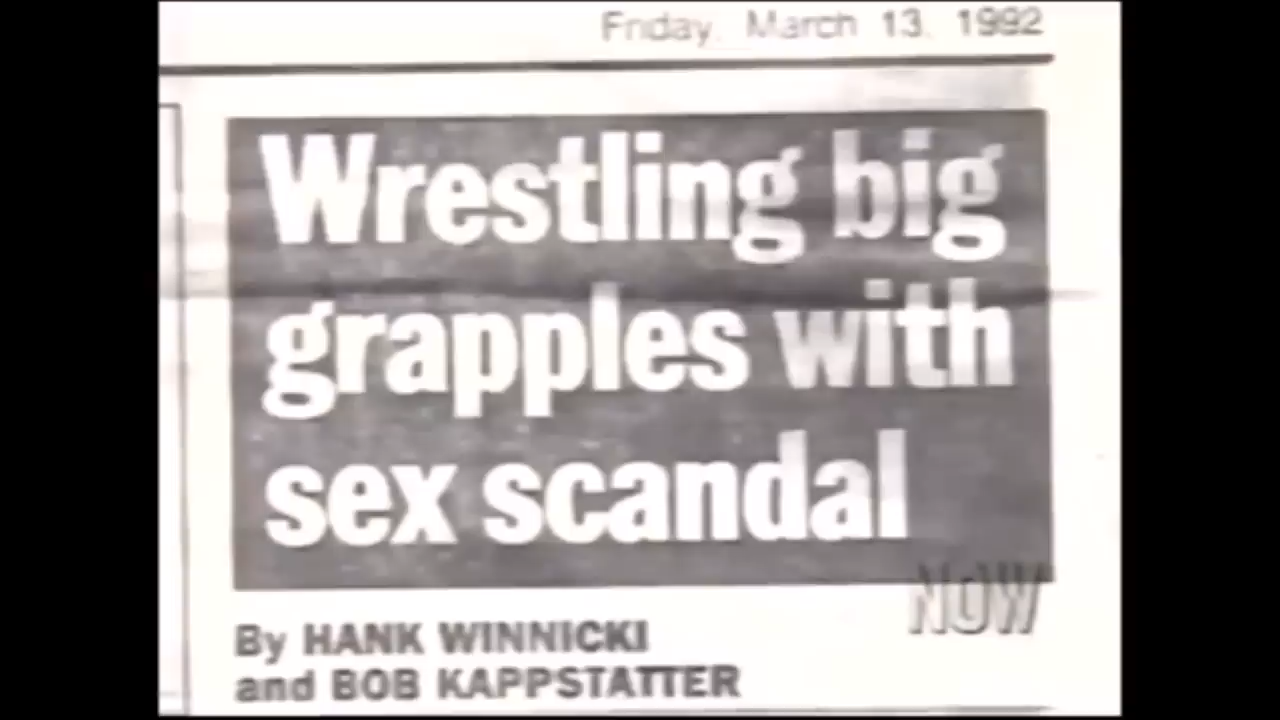 Friday, March 13, 1992
Wrestling big
grapples with
sex scandal
NOW
By HANK WINNICKI
and BOB KAPPSTATTER